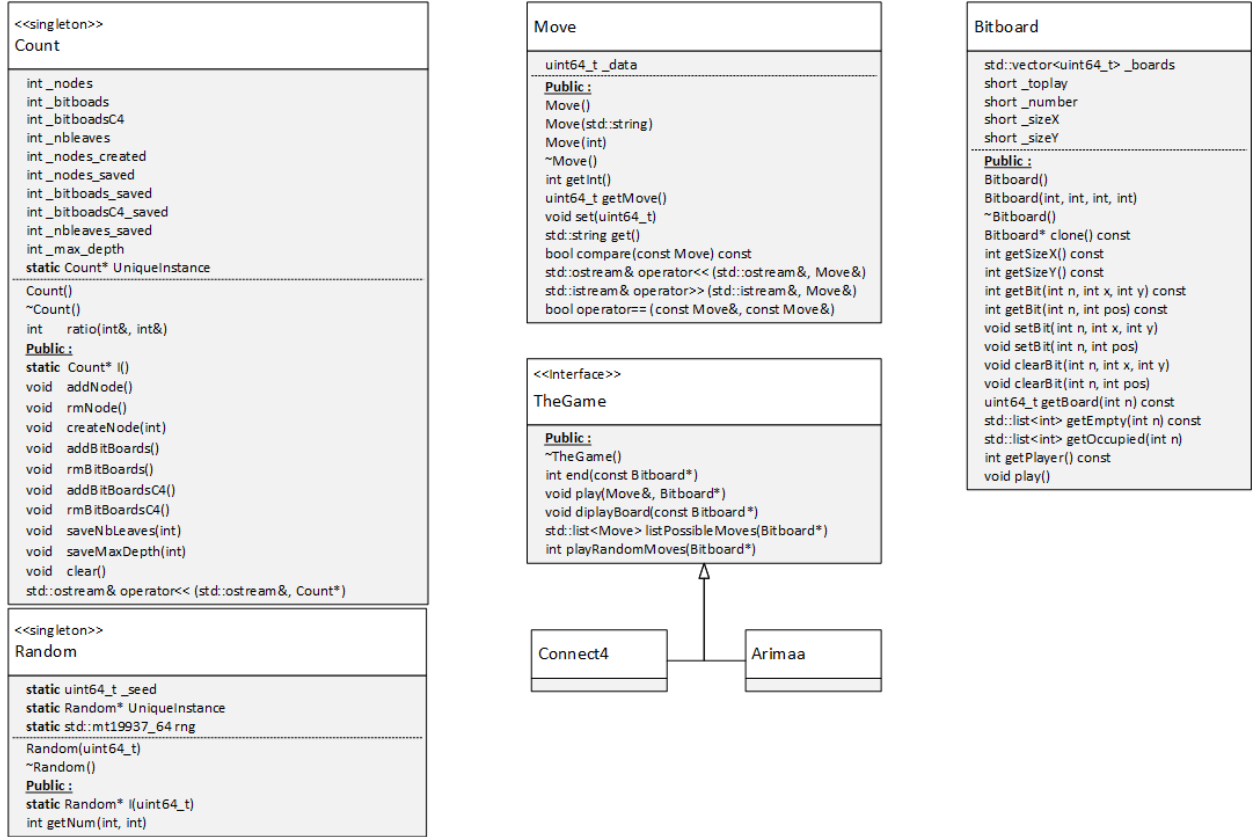 <<singleton>>
Count
int _nodes
int _bitboads
int _bitboadsC4
int _nbleaves
int _nodes_created
int _nodes_saved
int _bitboads_saved
int _bitboadsC4_saved
int _nbleaves_saved
int _max_depth
static Count* UniqueInstance
Count()
~Count()
int ratio(int&, int&)
Public :
static Count* I()
void addNode()
void rmNode()
void createNode(int)
void addBitBoards()
void rmBitBoards()
void addBitBoardsC4()
void rmBitBoardsC4()
void saveNbLeaves(int)
void saveMaxDepth(int)
void clear()
std::ostream& operator<< (std::ostream&, Count*)
<<singleton>>
Random
static uint64_t _seed
static Random* UniqueInstance
static std::mt19937_64 rng
Random(uint64_t)
~Random()
Public :
static Random* I(uint64_t)
int getNum(int, int)
Move
uint64_t _data
Public :
Move()
Move(std::string)
Move(int)
~Move()
int getInt()
uint64_t getMove()
void set(uint64_t)
std::string get()
bool compare(const Move) const
std::ostream& operator<< (std::ostream&, Move&)
std::istream& operator>> (std::istream&, Move&)
bool operator== (const Move&, const Move&)
<<Interface>>
TheGame
Public :
~TheGame()
int end(const Bitboard*)
void play(Move&, Bitboard*)
void diplayBoard(const Bitboard*)
std::list<Move> listPossibleMoves(Bitboard*)
int playRandomMoves(Bitboard*)
Connect4
Arimaa
Bitboard
std::vector<uint64_t> _boards
short _toplay
short _number
short _sizeX
short _sizeY
Public :
Bitboard()
Bitboard(int, int, int, int)
~Bitboard()
Bitboard* clone() const
int getSizeX() const
int getSizeY() const
int getBit(int n, int x, int y) const
int getBit(int n, int pos) const
void setBit(int n, int x, int y)
void setBit(int n, int pos)
void clearBit(int n, int x, int y)
void clearBit(int n, int pos)
uint64_t getBoard(int n) const
std::list<int> getEmpty(int n) const
std::list<int> getOccupied(int n)
int getPlayer() const
void play()